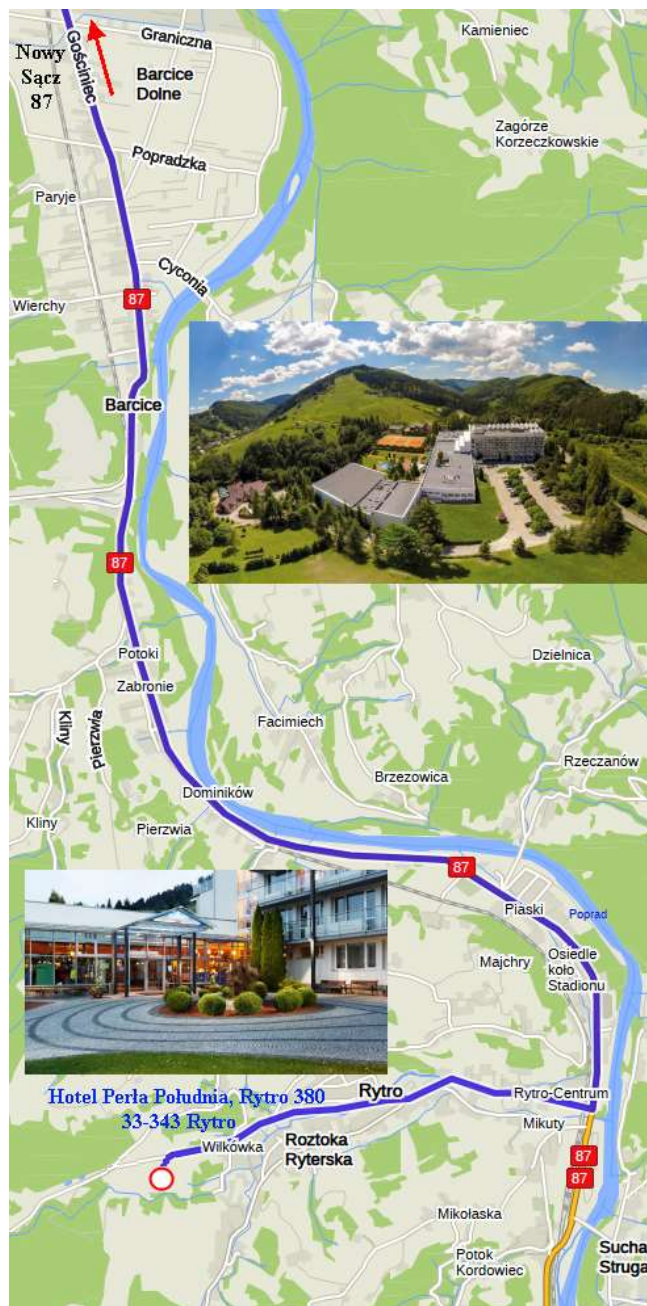 Graniczna
Kamieniec
Nowy
Sącz
87
Gościniec
Barcice
Dolne
Zagórze
Korzeczkowskie
Popradzka
Paryje
Cyconia
Wierchy
87
Barcice
87
Potoki
Dzielnica
Zabronie
Kliny
Pierzwia
Facimiech
Rzeczanów
Brzezowica
Dominików
Kliny
Pierzwia
87
Piaski
Poprad
Majchry
Osiedle
koło
Stadionu
Hotel Perła Południa, Rytro 380
33-343 Rytro
Rytro
Rytro-Centrum
Mikuty
Wilkówka
Roztoka
Ryterska
87
87
Mikołaska
Potok
Kordowiec
Sucha
Struga